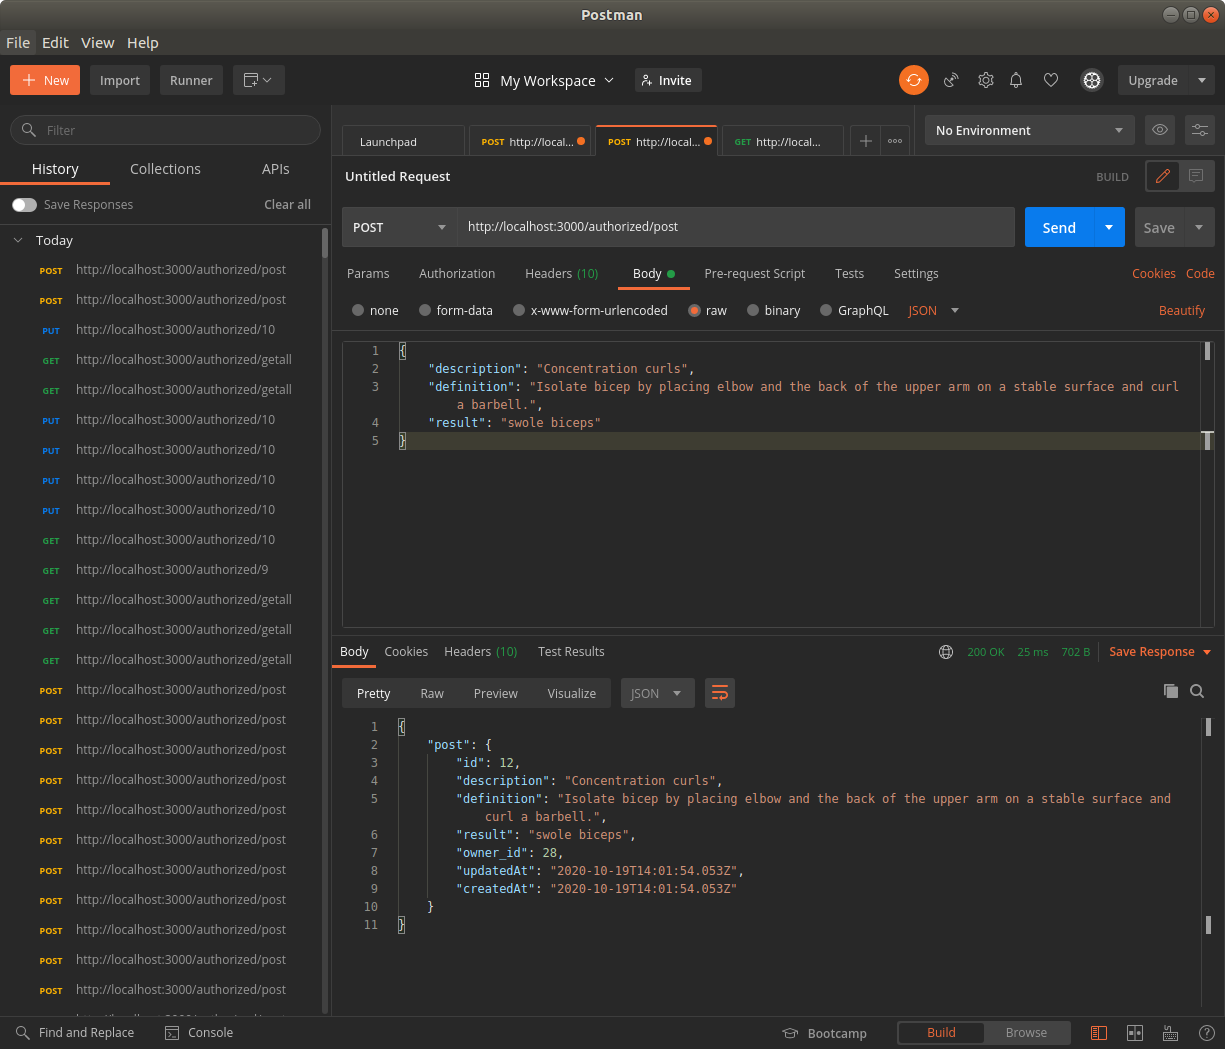 Postman
File Edit View Help
New Import Runner My Workspace Invite Upgrade
Filter
History Collections APIs
Save Responses Clear all
Today
POST http://localhost:3000/authorized/post
POST http://localhost:3000/authorized/post
PUT http://localhost:3000/authorized/10
GET http://localhost:3000/authorized/getall
GET http://localhost:3000/authorized/getall
PUT http://localhost:3000/authorized/10
PUT http://localhost:3000/authorized/10
PUT http://localhost:3000/authorized/10
PUT http://localhost:3000/authorized/10
GET http://localhost:3000/authorized/10
GET http://localhost:3000/authorized/9
GET http://localhost:3000/authorized/getall
GET http://localhost:3000/authorized/getall
GET http://localhost:3000/authorized/getall
POST http://localhost:3000/authorized/post
POST http://localhost:3000/authorized/post
POST http://localhost:3000/authorized/post
POST http://localhost:3000/authorized/post
POST http://localhost:3000/authorized/post
POST http://localhost:3000/authorized/post
POST http://localhost:3000/authorized/post
POST http://localhost:3000/authorized/post
POST http://localhost:3000/authorized/post
POST http://localhost:3000/authorized/post
POST http://localhost:3000/authorized/post
Launchpad POST http://local... POST http://local... GET http://local... No Environment
Untitled Request BUILD
POST http://localhost:3000/authorized/post Send Save
Params Authorization Headers (10) Body Pre-request Script Tests Settings Cookies Code
none form-data x-www-form-urlencoded raw binary GraphQL JSON Beautify
1 {
2 "description": "Concentration curls",
3 "definition": "Isolate bicep by placing elbow and the back of the upper arm on a stable surface and curl
a barbell.",
4 "result": "swole biceps"
5 }
Body Cookies Headers (10) Test Results 200 OK 25 ms 702 B Save Response
Pretty Raw Preview Visualize JSON
1 {
2 "post": {
3 "id": 12,
4 "description": "Concentration curls",
5 "definition": "Isolate bicep by placing elbow and the back of the upper arm on a stable surface and
curl a barbell.",
6 "result": "swole biceps",
7 "owner_id": 28,
8 "updatedAt": "2020-10-19T14:01:54.053Z",
9 "createdAt": "2020-10-19T14:01:54.053Z"
10 }
11 }
Find and Replace Console Bootcamp Build Browse